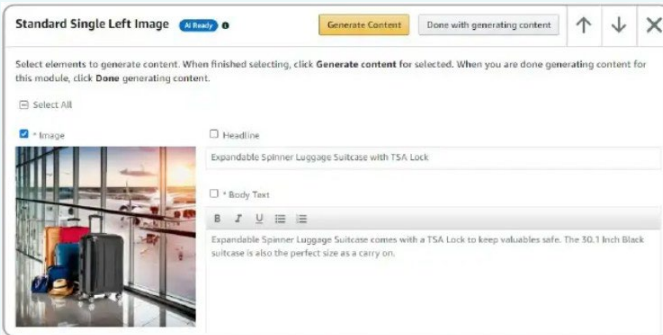 Standard Single Left Image AI Ready
Generate Content
Done with generating content
Select elements to generate content. When finished selecting, click Generate content for selected. When you are done generating content for
this module, click Done generating content.
Select All
* Image
Headline
Expandable Spinner Luggage Suitcase with TSA Lock
* Body Text
B I U
Expandable Spinner Luggage Suitcase comes with a TSA Lock to keep valuables safe. The 30.1 Inch Black
suitcase is also the perfect size as a carry on.